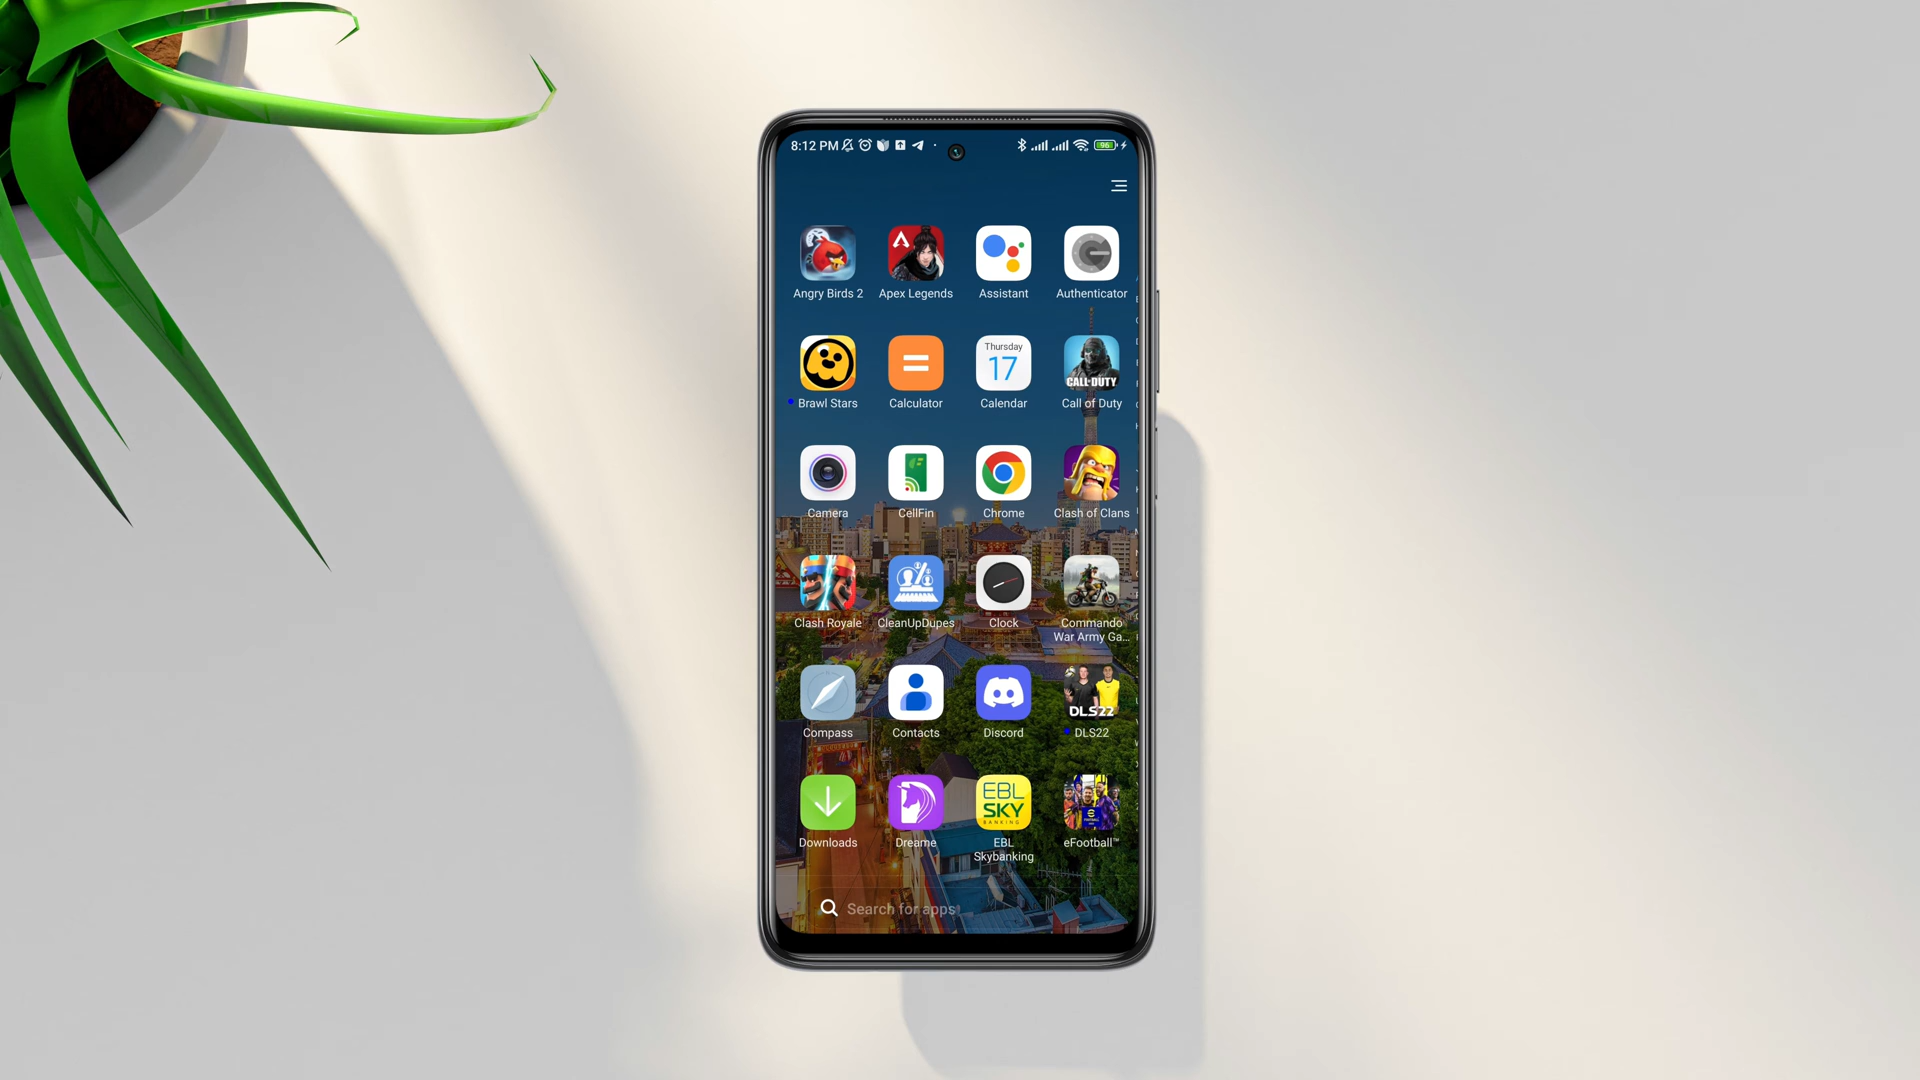 8:12 PM
96
Angry Birds 2
Apex Legends
Assistant
Authenticator
Thursday
17
CALL·DUTY
Brawl Stars
Calculator
Calendar
Call of Duty
Camera
CellFin
Chrome
Clash of Clans
Clash Royale
CleanUpDupes
Clock
Commando
War Army Ga...
DLS22
Compass
Contacts
Discord
DLS22
EBL
SKY
BANKING
Downloads
Dreame
EBL
Skybanking
eFootball™
Search for apps